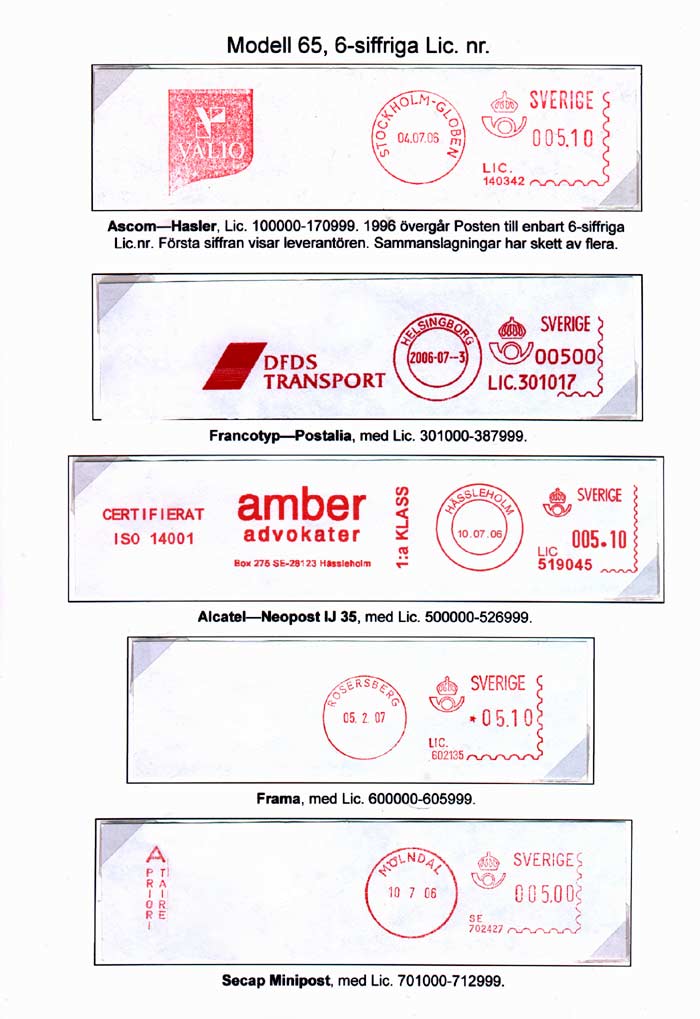 Modell 65, 6-siffriga Lic. nr.
VALIO
STOCKHOLM-GLOBEN
04.07.06
SVERIGE
005.10
LIC.
140342
Ascom—Hasler, Lic. 100000-170999. 1996 övergår Posten till enbart 6-siffriga
Lic.nr. Första siffran visar leverantören. Sammanslagningar har skett av flera.
DFDS
TRANSPORT
HELSINGBORG
2006-07--3
SVERIGE
00500
LIC.301017
Francotyp—Postalia, med Lic. 301000-387999.
CERTIFIERAT
ISO 14001
amber
advokater
Box 275 SE-28123 Hässleholm
1:a KLASS
HÄSSLEHOLM
10.07.06
SVERIGE
005.10
LIC
519045
Alcatel—Neopost IJ 35, med Lic. 500000-526999.
ROSERSBERG
05. 2. 07
SVERIGE
*05.10
LIC.
602135
Frama, med Lic. 600000-605999.
A
PRIORITAIRE
MÖLNDAL
10 7 06
SVERIGE
005.00
SE
702427
Secap Minipost, med Lic. 701000-712999.